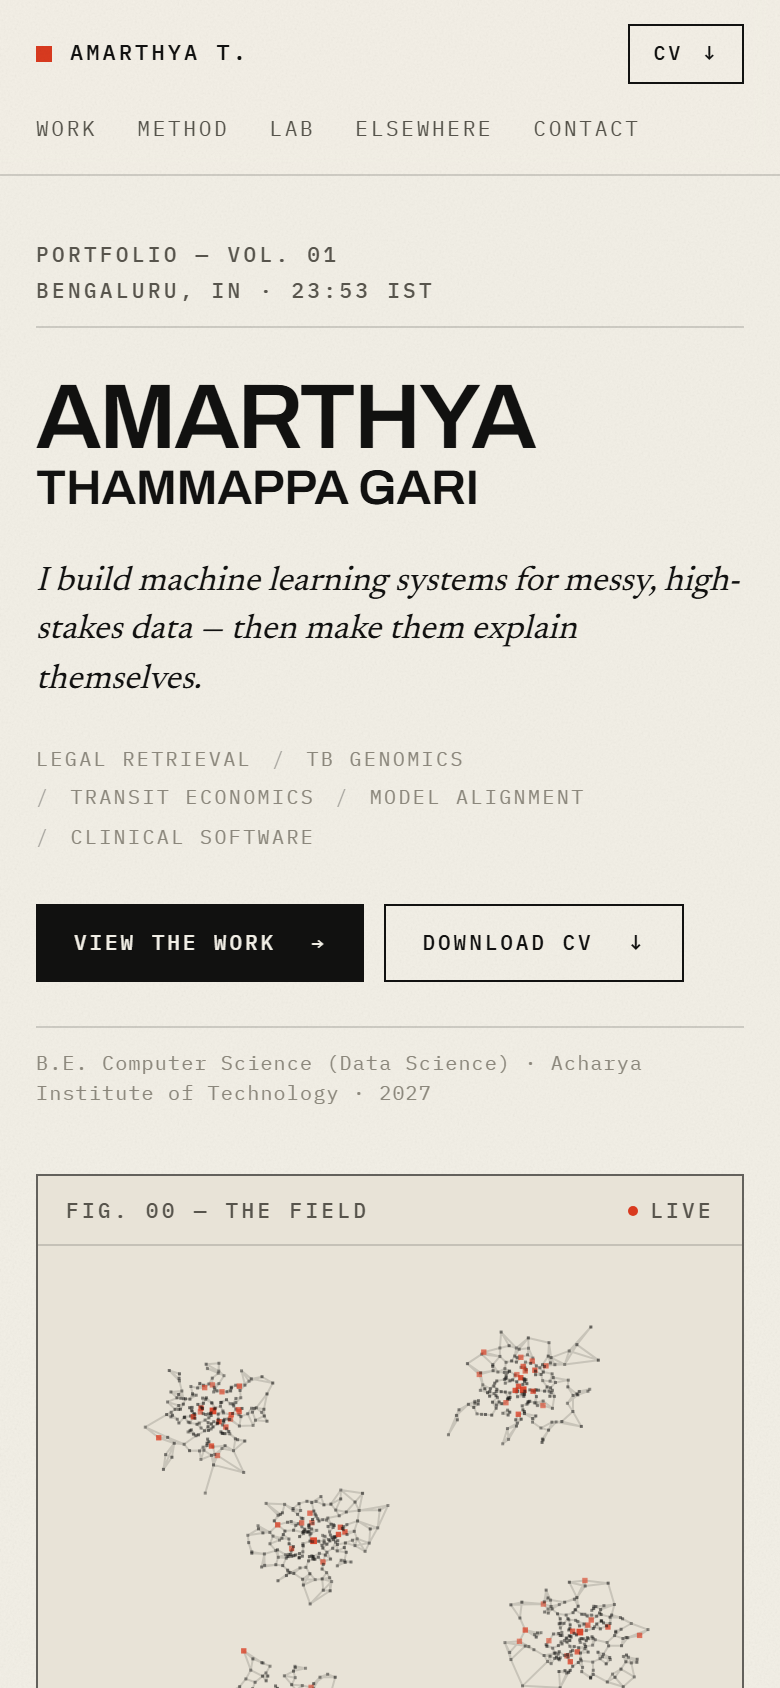 AMARTHYA T.
CV ↓
WORK METHOD LAB ELSEWHERE CONTACT
PORTFOLIO — VOL. 01
BENGALURU, IN · 23:53 IST
AMARTHYA
THAMMAPPA GARI
I build machine learning systems for messy, high-
stakes data — then make them explain
themselves.
LEGAL RETRIEVAL / TB GENOMICS
/ TRANSIT ECONOMICS / MODEL ALIGNMENT
/ CLINICAL SOFTWARE
VIEW THE WORK →
DOWNLOAD CV ↓
B.E. Computer Science (Data Science) · Acharya
Institute of Technology · 2027
FIG. 00 — THE FIELD
LIVE